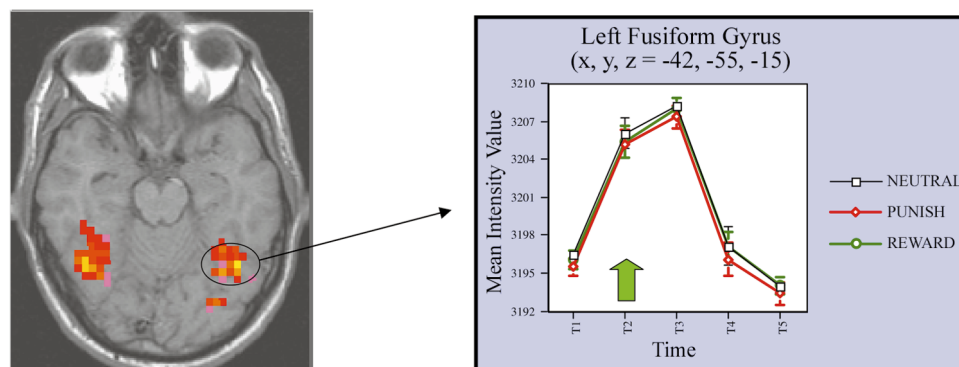 Left Fusiform Gyrus
(x, y, z = -42, -55, -15)
Mean Intensity Value
3210
3207
3204
3201
3198
3195
3192
T1
T2
T3
T4
T5
Time
NEUTRAL
PUNISH
REWARD